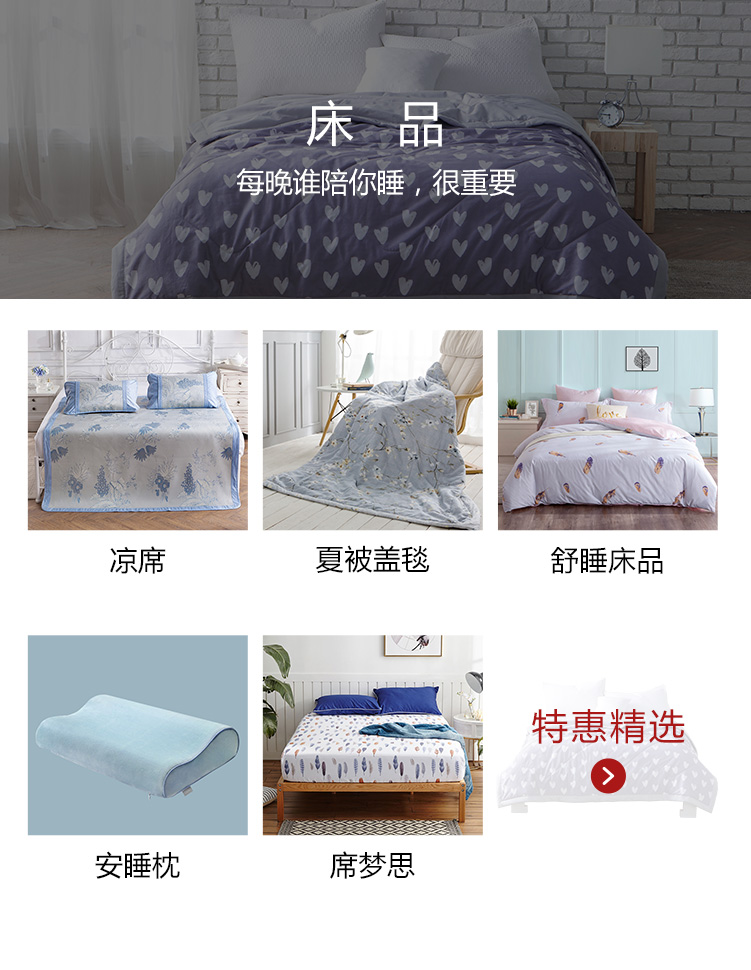 床 品
每晚谁陪你睡，很重要
凉席
夏被盖毯
舒睡床品
特惠精选
安睡枕
席梦思